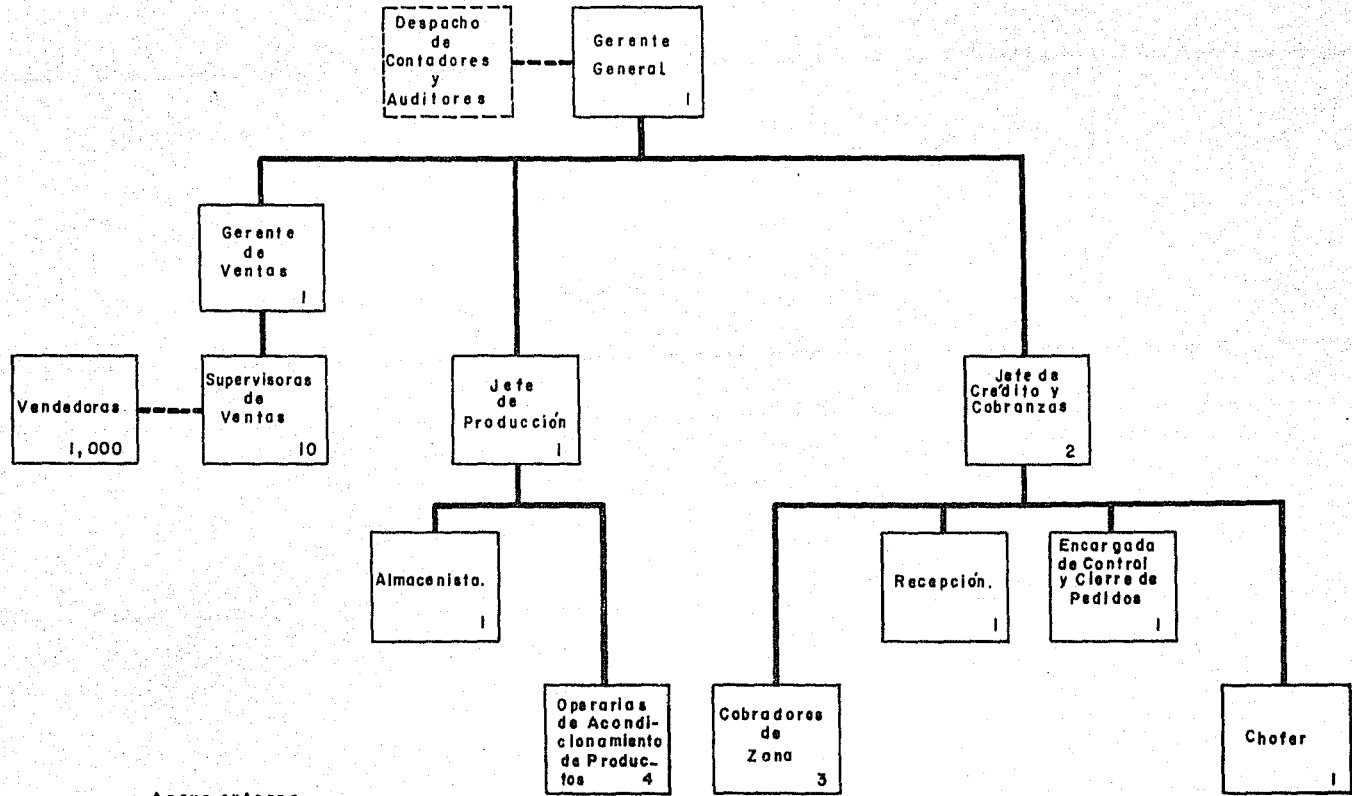 Despacho
de
Contadores
y
Auditores
Gerente
General
1
Gerente
de
Ventas
1
Vendedoras
1,000
Supervisoras
de
Ventas
10
Jefe
de
Producción
1
Jefe de
Crédito y
Cobranzas
2
Almacenista.
1
Recepción.
1
Encargada
de Control
y Cierre de
Pedidos
1
Operarias
de Acondi-
cionamiento
de Produc-
tos 4
Cobradores
de
Zona
3
Chofer
1